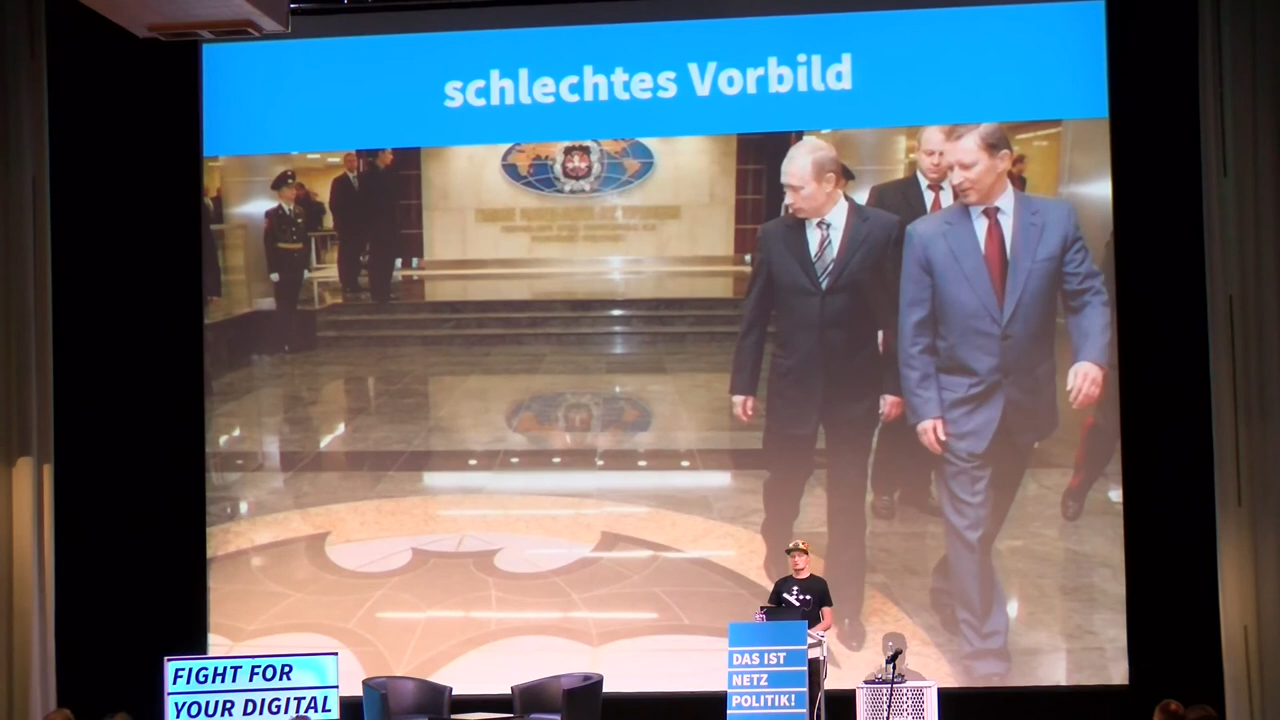 schlechtes Vorbild
FIGHT FOR
YOUR DIGITAL
DAS IST
NETZ
POLITIK!